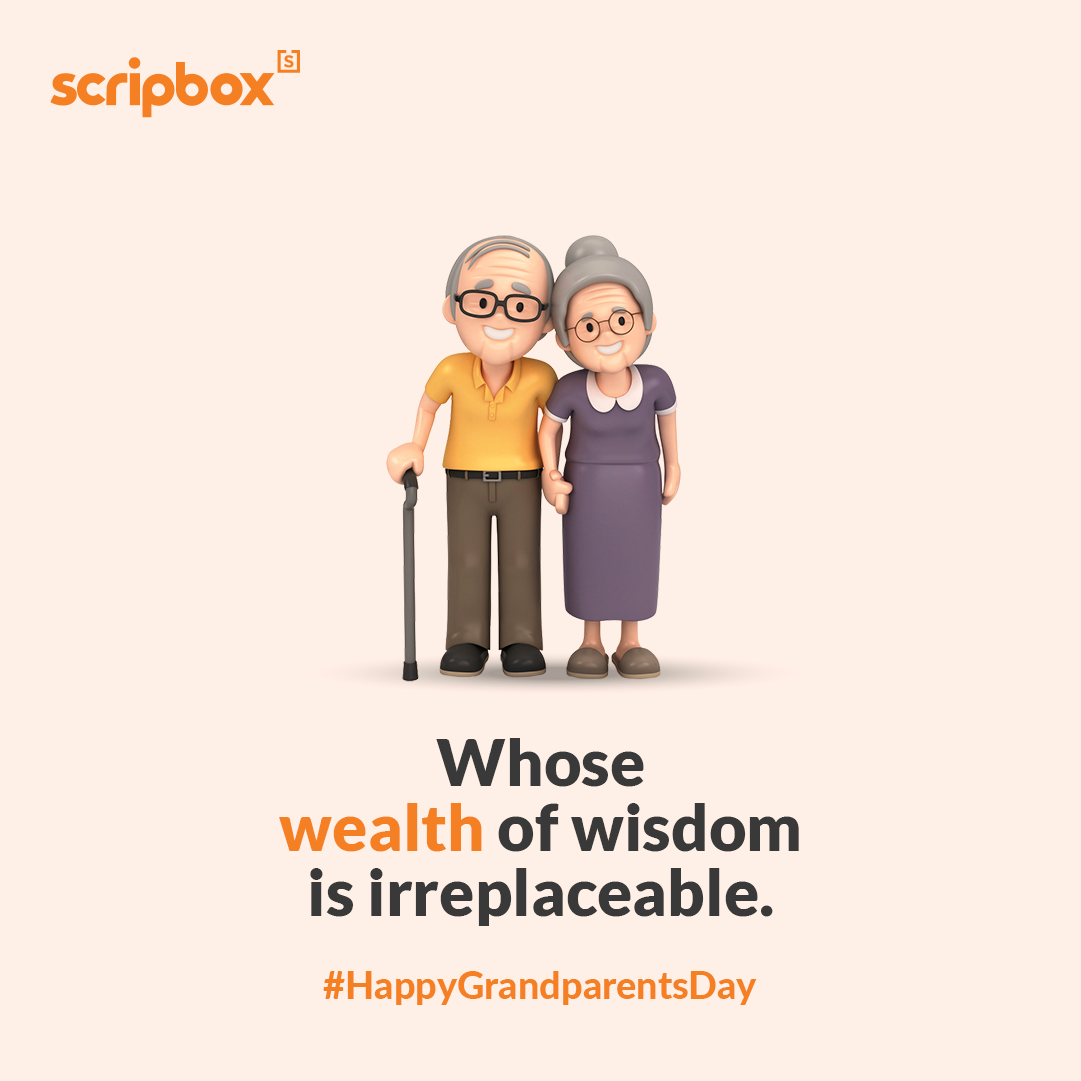 scripbox
S
Whose
wealth of wisdom
is irreplaceable.
#HappyGrandparentsDay